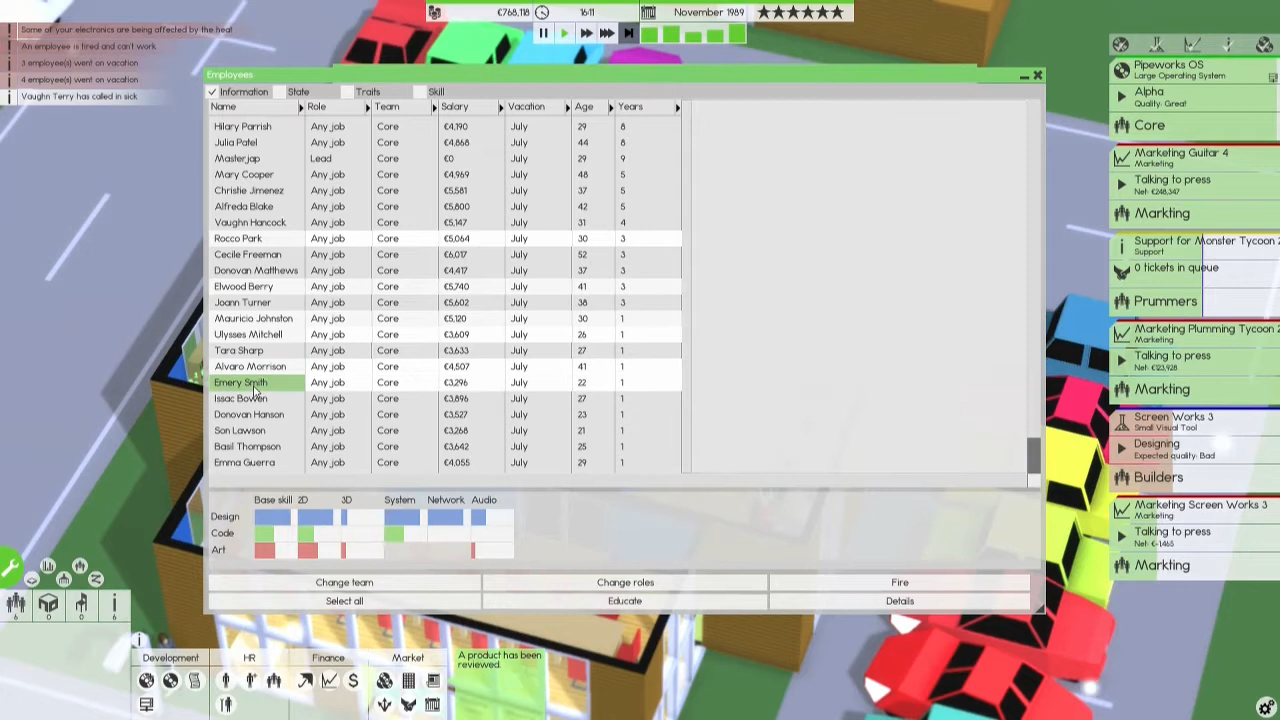 €768,118
16:11
November 1989
Some of your electronics are being affected by the heat
An employee is tired and can't work
3 employee(s) went on vacation
4 employee(s) went on vacation
Vaughn Terry has called in sick
Employees
Information State Traits Skill
Name Role Team Salary Vacation Age Years
Hilary Parrish Any job Core €4,190 July 29 8
Julia Patel Any job Core €4,868 July 44 8
Masterjap Lead Core €0 July 29 9
Mary Cooper Any job Core €4,969 July 48 5
Christie Jimenez Any job Core €5,581 July 37 5
Alfreda Blake Any job Core €5,800 July 42 5
Vaughn Hancock Any job Core €5,147 July 31 4
Rocco Park Any job Core €5,064 July 30 3
Cecile Freeman Any job Core €6,017 July 52 3
Donovan Matthews Any job Core €4,417 July 37 3
Elwood Berry Any job Core €5,740 July 41 3
Joann Turner Any job Core €5,602 July 38 3
Mauricio Johnston Any job Core €5,120 July 30 1
Ulysses Mitchell Any job Core €3,609 July 26 1
Tara Sharp Any job Core €3,633 July 27 1
Alvaro Morrison Any job Core €4,507 July 41 1
Emery Smith Any job Core €3,296 July 22 1
Issac Bowen Any job Core €3,896 July 27 1
Donovan Hanson Any job Core €3,527 July 23 1
Son Lawson Any job Core €3,261 July 21 1
Basil Thompson Any job Core €3,642 July 25 1
Emma Guerra Any job Core €4,055 July 29 1
Base skill 2D 3D System Network Audio
Design
Code
Art
Change team Change roles Fire
Select all Educate Details
Pipeworks OS
Large Operating System
Alpha
Quality: Great!
Core
Marketing Guitar 4
Marketing
Talking to press
Net: €248,347
Markting
Support for Monster Tycoon 2
Support
0 tickets in queue
Prummers
Marketing Plumming Tycoon 2
Marketing
Talking to press
Net: €123,928
Markting
Screen Works 3
Small Visual Tool
Designing
Expected quality: Bad
Builders
Marketing Screen Works 3
Marketing
Talking to press
Net: €-1,465
Markting
6 0 0 6
Development HR Finance Market
A product has been
reviewed.